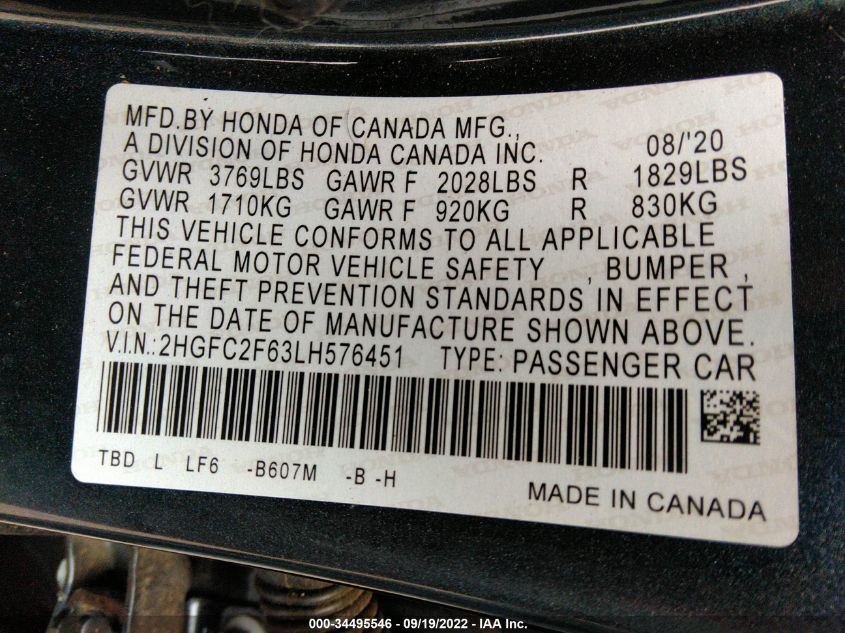 MFD.BY HONDA OF CANADA MFG.,
A DIVISION OF HONDA CANADA INC. 08/'20
GVWR 3769LBS GAWR F 2028LBS R 1829LBS
GVWR 1710KG GAWR F 920KG R 830KG
THIS VEHICLE CONFORMS TO ALL APPLICABLE
FEDERAL MOTOR VEHICLE SAFETY , BUMPER ,
AND THEFT PREVENTION STANDARDS IN EFFECT
ON THE DATE OF MANUFACTURE SHOWN ABOVE.
V.I.N.:2HGFC2F63LH576451 TYPE: PASSENGER CAR
TBD L LF6 -B607M -B -H
MADE IN CANADA
000-34495546 - 09/19/2022 - IAA Inc.